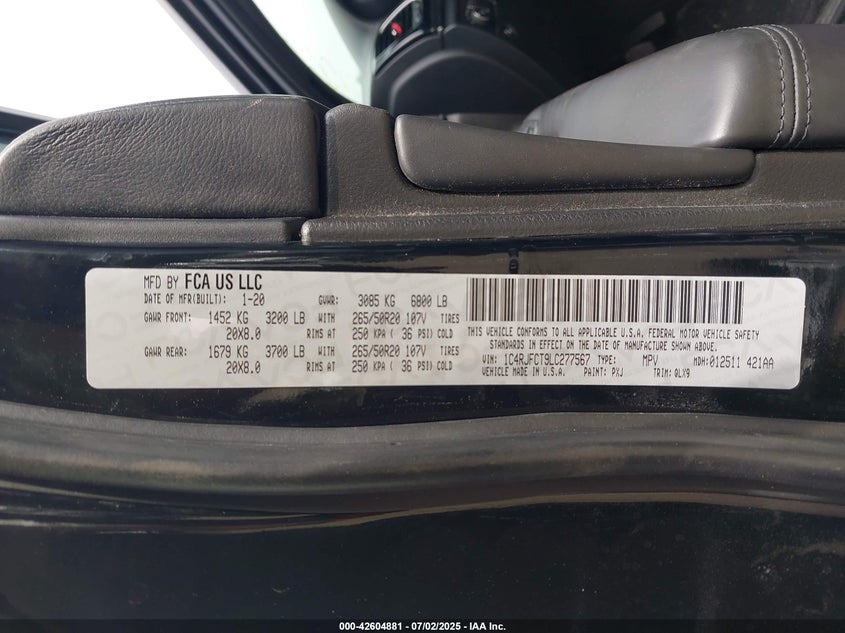 MFD BY FCA US LLC
DATE OF MFR(BUILT): 1-20 GVWR: 3085 KG 6800 LB
GAWR FRONT: 1452 KG 3200 LB WITH 265/50R20 107V TIRES
20X8.0 RIMS AT 250 KPA ( 36 PSI) COLD
GAWR REAR: 1679 KG 3700 LB WITH 265/50R20 107V TIRES
20X8.0 RIMS AT 250 KPA ( 36 PSI) COLD
THIS VEHICLE CONFORMS TO ALL APPLICABLE U.S.A. FEDERAL MOTOR VEHICLE SAFETY
STANDARDS IN EFFECT ON THE DATE OF MANUFACTURE SHOWN ABOVE.
VIN: 1C4RJFCT9LC277567 TYPE: MPV MDH: 012511 421AA
VEHICLE MADE IN U.S.A. PAINT: PXJ TRIM: QLX9
000-42604881 / 07/02/2025 / IAA Inc.